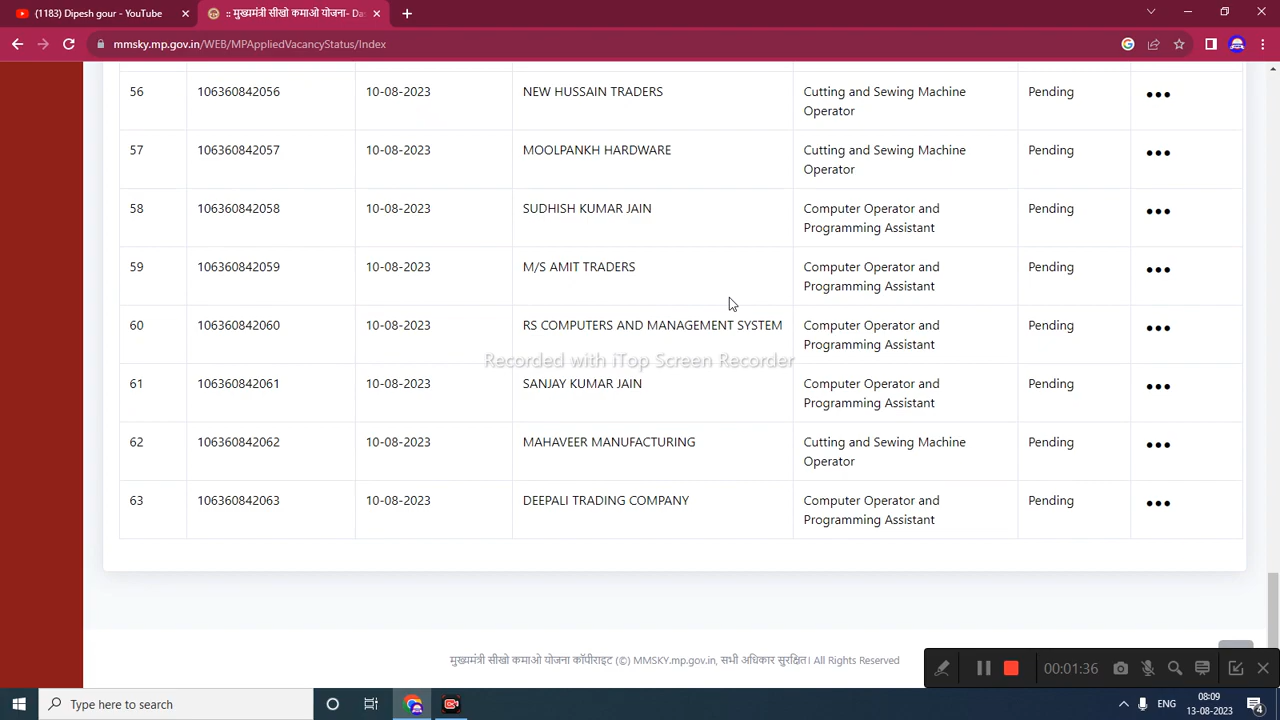 (1183) Dipesh gour - YouTube
:: मुख्यमंत्री सीखो कमाओ योजना- Da
mmsky.mp.gov.in/WEB/MPAppliedVacancyStatus/Index
56 106360842056 10-08-2023 NEW HUSSAIN TRADERS Cutting and Sewing Machine Pending
Operator
57 106360842057 10-08-2023 MOOLPANKH HARDWARE Cutting and Sewing Machine Pending
Operator
58 106360842058 10-08-2023 SUDHISH KUMAR JAIN Computer Operator and Pending
Programming Assistant
59 106360842059 10-08-2023 M/S AMIT TRADERS Computer Operator and Pending
Programming Assistant
60 106360842060 10-08-2023 RS COMPUTERS AND MANAGEMENT SYSTEM Computer Operator and Pending
Programming Assistant
Recorded with iTop Screen Recorder
61 106360842061 10-08-2023 SANJAY KUMAR JAIN Computer Operator and Pending
Programming Assistant
62 106360842062 10-08-2023 MAHAVEER MANUFACTURING Cutting and Sewing Machine Pending
Operator
63 106360842063 10-08-2023 DEEPALI TRADING COMPANY Computer Operator and Pending
Programming Assistant
मुख्यमंत्री सीखो कमाओ योजना कॉपीराइट (©) MMSKY.mp.gov.in, सभी अधिकार सुरक्षित। All Rights Reserved
00:01:36
Type here to search
ENG
08:09
13-08-2023
4